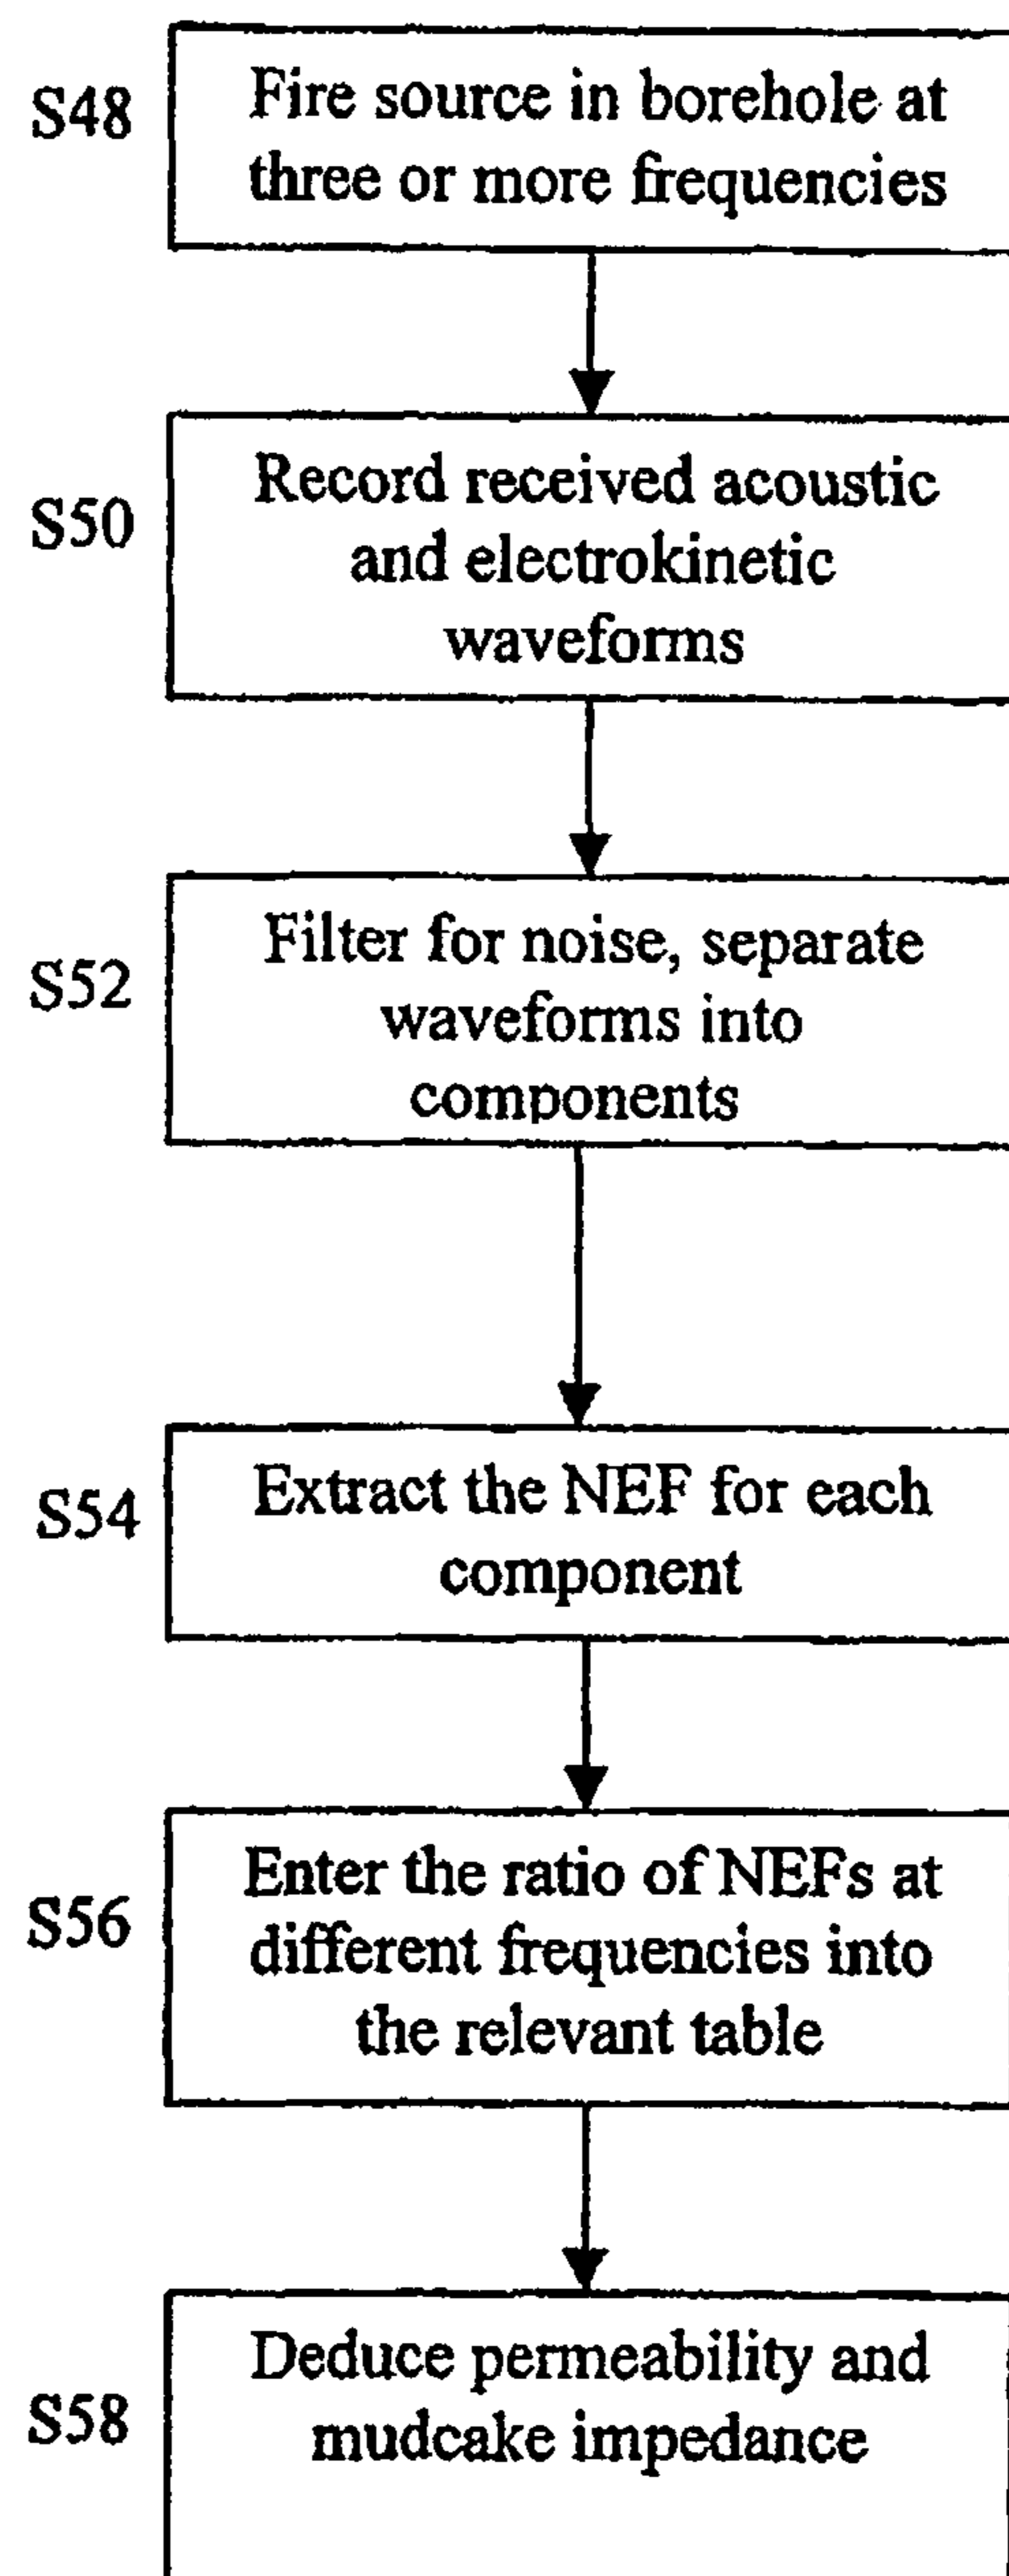 S48
Fire source in borehole at
three or more frequencies
S50
Record received acoustic
and electrokinetic
waveforms
S52
Filter for noise, separate
waveforms into
components
S54
Extract the NEF for each
component
S56
Enter the ratio of NEFs at
different frequencies into
the relevant table
S58
Deduce permeability and
mudcake impedance